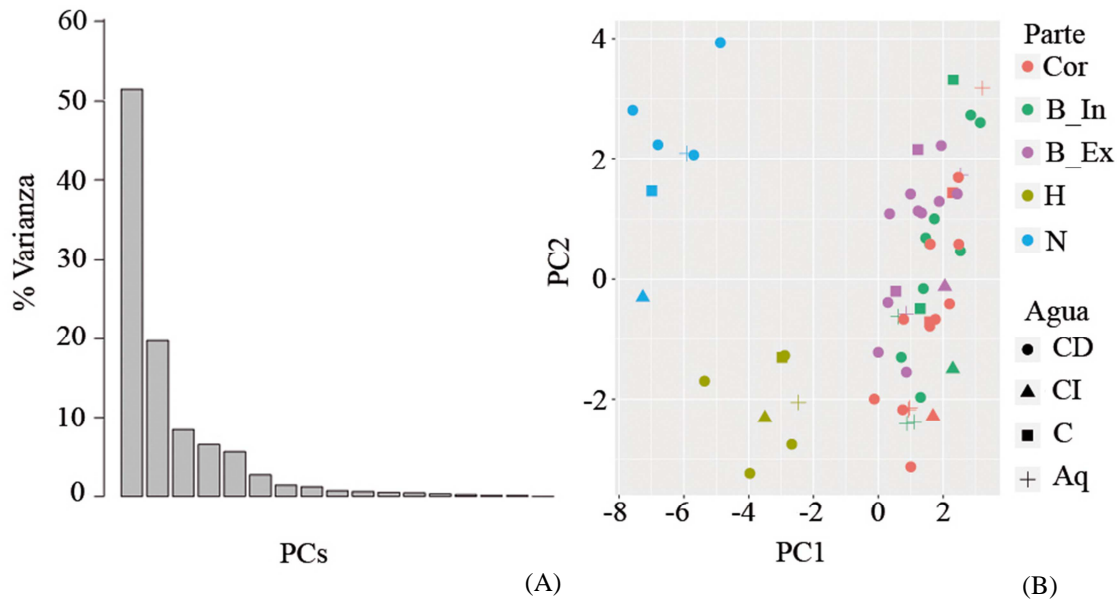 60
50
40
30
20
10
0
% Varianza
PCs
(A)
4
2
0
-2
PC2
-8 -6 -4 -2 0 2
PC1
(B)
Parte
Cor
B_In
B_Ex
H
N
Agua
CD
CI
C
Aq